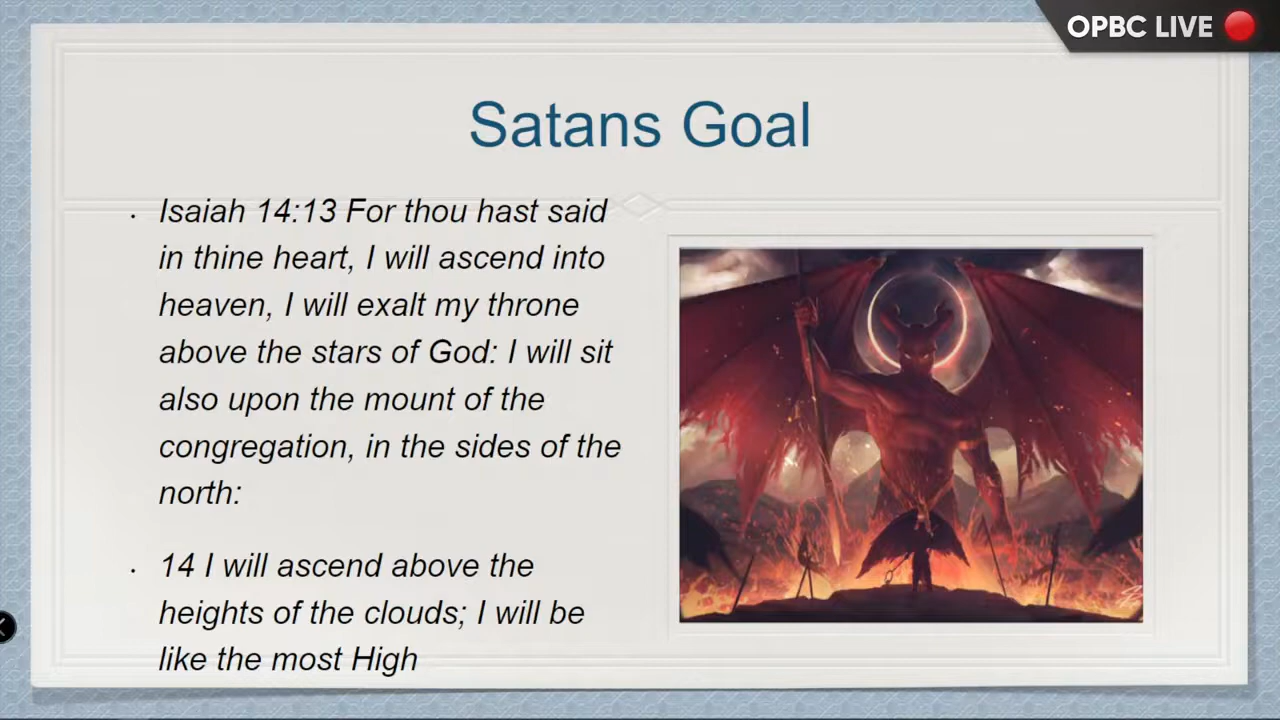 OPBC LIVE
Satans Goal
Isaiah 14:13 For thou hast said
in thine heart, I will ascend into
heaven, I will exalt my throne
above the stars of God: I will sit
also upon the mount of the
congregation, in the sides of the
north:
14 I will ascend above the
heights of the clouds; I will be
like the most High